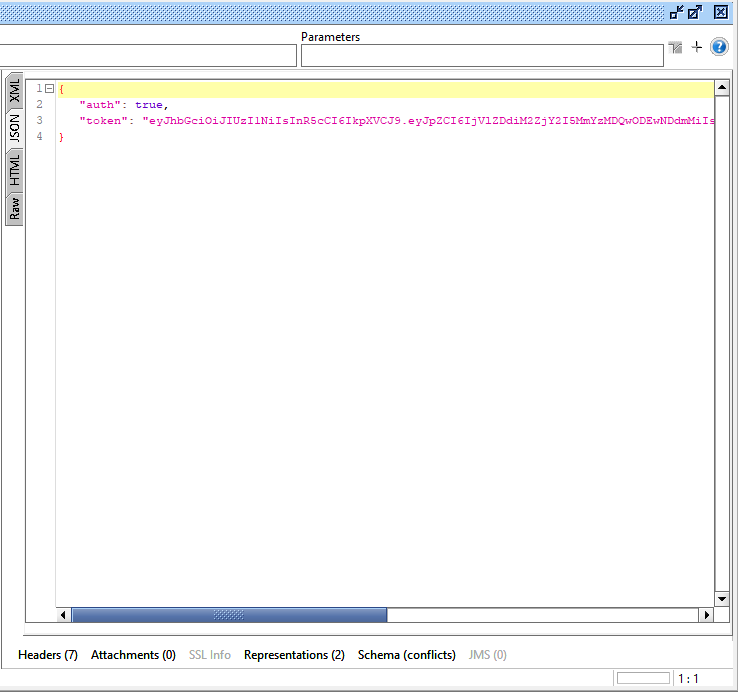 Parameters
XML
JSON
HTML
Raw
1 {
2 "auth": true,
3 "token": "eyJhbGciOiJIUzI1NiIsInR5cCI6IkpXVCJ9.eyJpZCI6IjVlZDdiM2ZjY2I5MmYzMDQwODEwNDdmMiIs
4 }
Headers (7) Attachments (0) SSL Info Representations (2) Schema (conflicts) JMS (0)
1 : 1